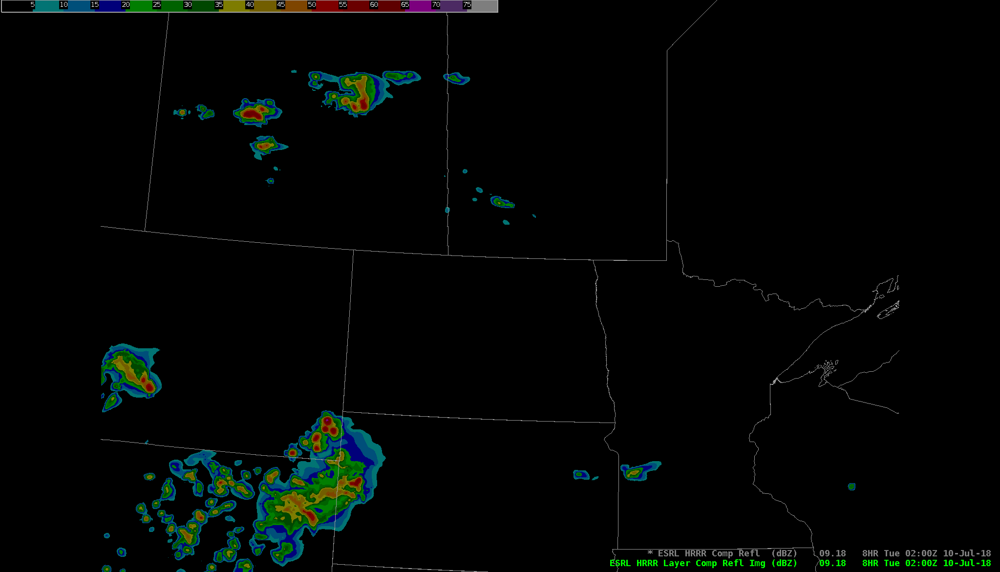 5 10 15 20 25 30 35 40 45 50 55 60 65 70 75
* ESRL HRRR Comp Refl (dBZ) 09.18 8HR Tue 02:00Z 10-Jul-18
ESRL HRRR Layer Comp Refl Img (dBZ) 09.18 8HR Tue 02:00Z 10-Jul-18